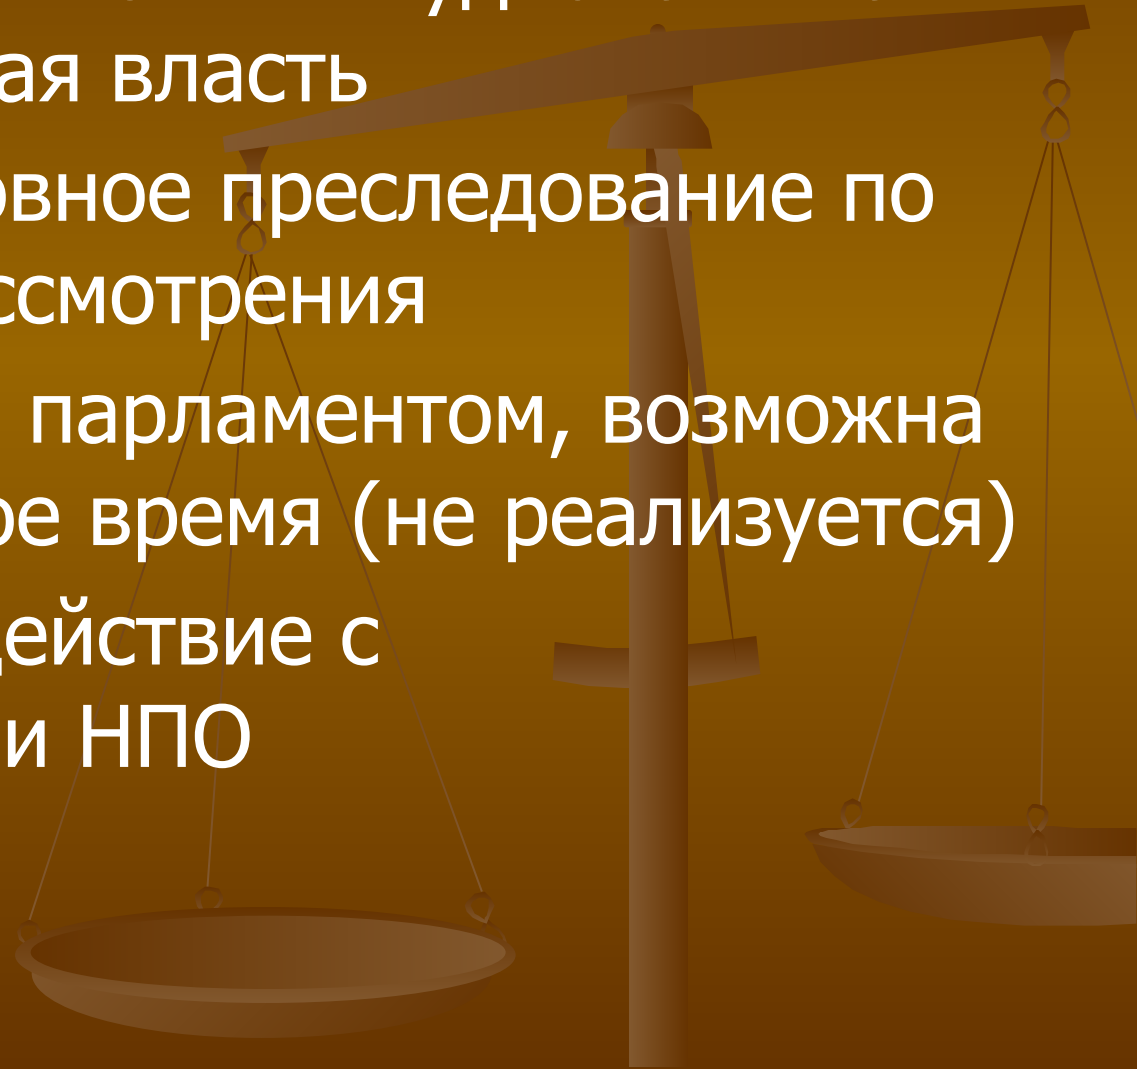 ая власть
овное преследование по
ссмотрения
парламентом, возможна
ое время (не реализуется)
действие с
и НПО